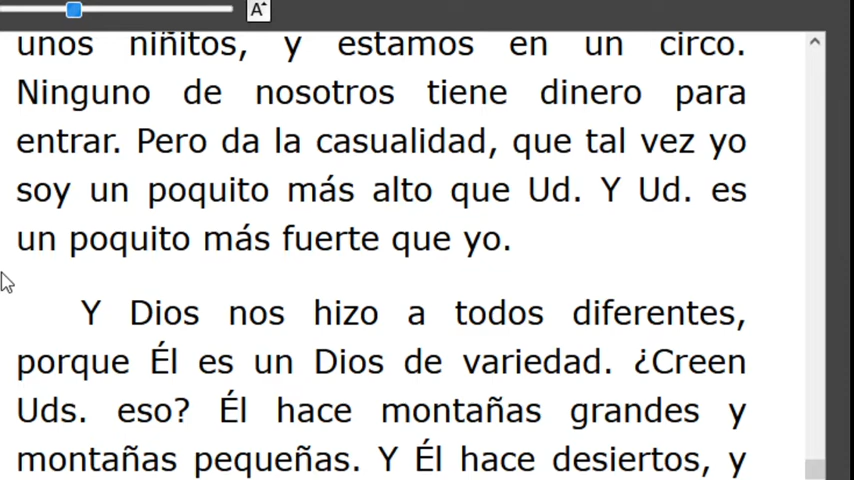 A
unos niñitos, y estamos en un circo.
Ninguno de nosotros tiene dinero para
entrar. Pero da la casualidad, que tal vez yo
soy un poquito más alto que Ud. Y Ud. es
un poquito más fuerte que yo.
Y Dios nos hizo a todos diferentes,
porque Él es un Dios de variedad. ¿Creen
Uds. eso? Él hace montañas grandes y
montañas pequeñas. Y Él hace desiertos, y